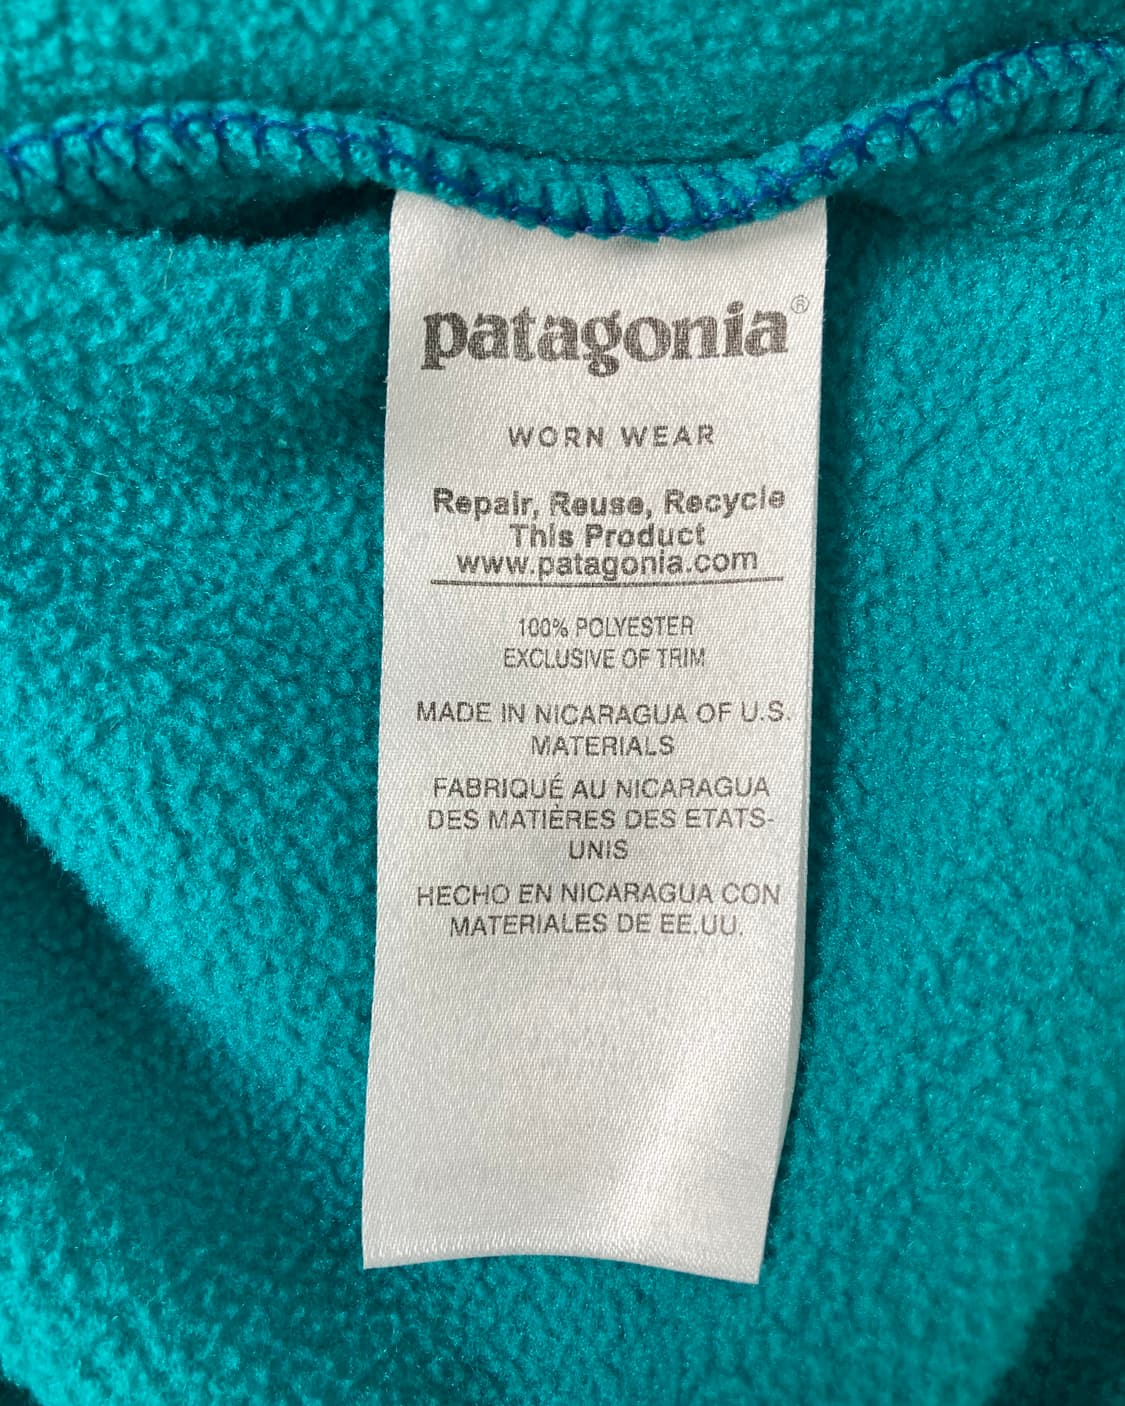 patagonia®
WORN WEAR
Repair, Reuse, Recycle
This Product
www.patagonia.com
100% POLYESTER
EXCLUSIVE OF TRIM
MADE IN NICARAGUA OF U.S.
MATERIALS
FABRIQUÉ AU NICARAGUA
DES MATIÈRES DES ETATS-
UNIS
HECHO EN NICARAGUA CON
MATERIALES DE EE.UU.